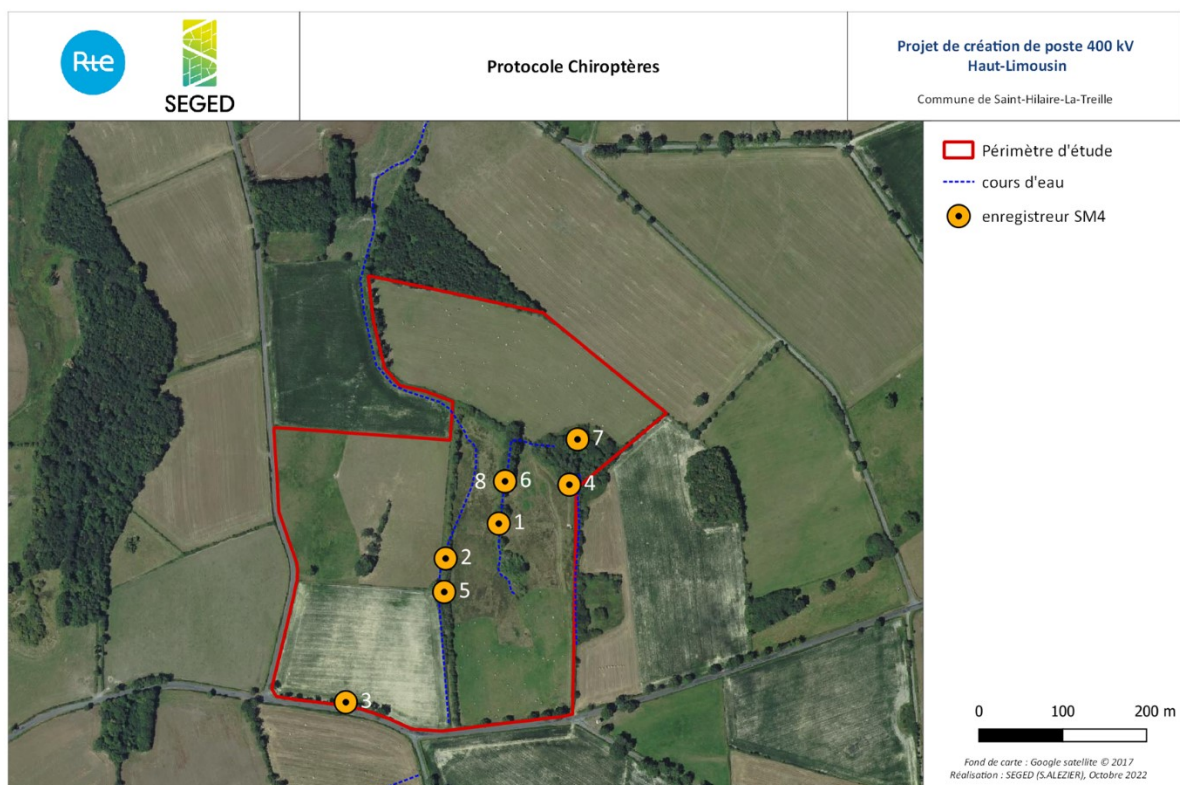 Rte
SEGED
Protocole Chiroptères
Projet de création de poste 400 kV
Haut-Limousin
Commune de Saint-Hilaire-La-Treille
Périmètre d'étude
cours d'eau
enregistreur SM4
7
8
6
4
1
2
5
3
0 100 200 m
Fond de carte : Google satellite © 2017
Réalisation : SEGED (S.ALEZIER), Octobre 2022